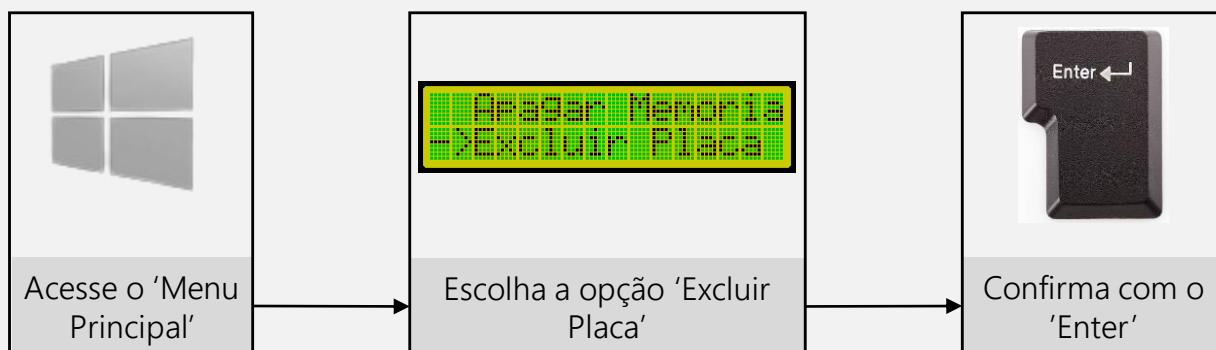 Apagar Memoria
->Excluir Placa
Enter
Acesse o ‘Menu
Principal’
Escolha a opção ‘Excluir
Placa’
Confirma com o
’Enter’